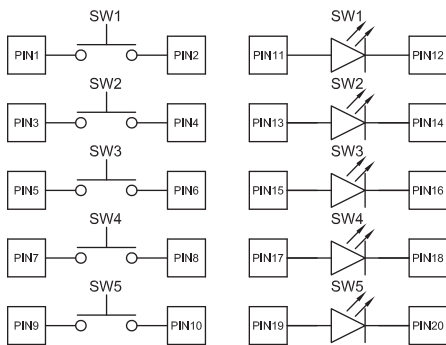 SW1 SW1
PIN1 PIN2 PIN11 PIN12
SW2 SW2
PIN3 PIN4 PIN13 PIN14
SW3 SW3
PIN5 PIN6 PIN15 PIN16
SW4 SW4
PIN7 PIN8 PIN17 PIN18
SW5 SW5
PIN9 PIN10 PIN19 PIN20